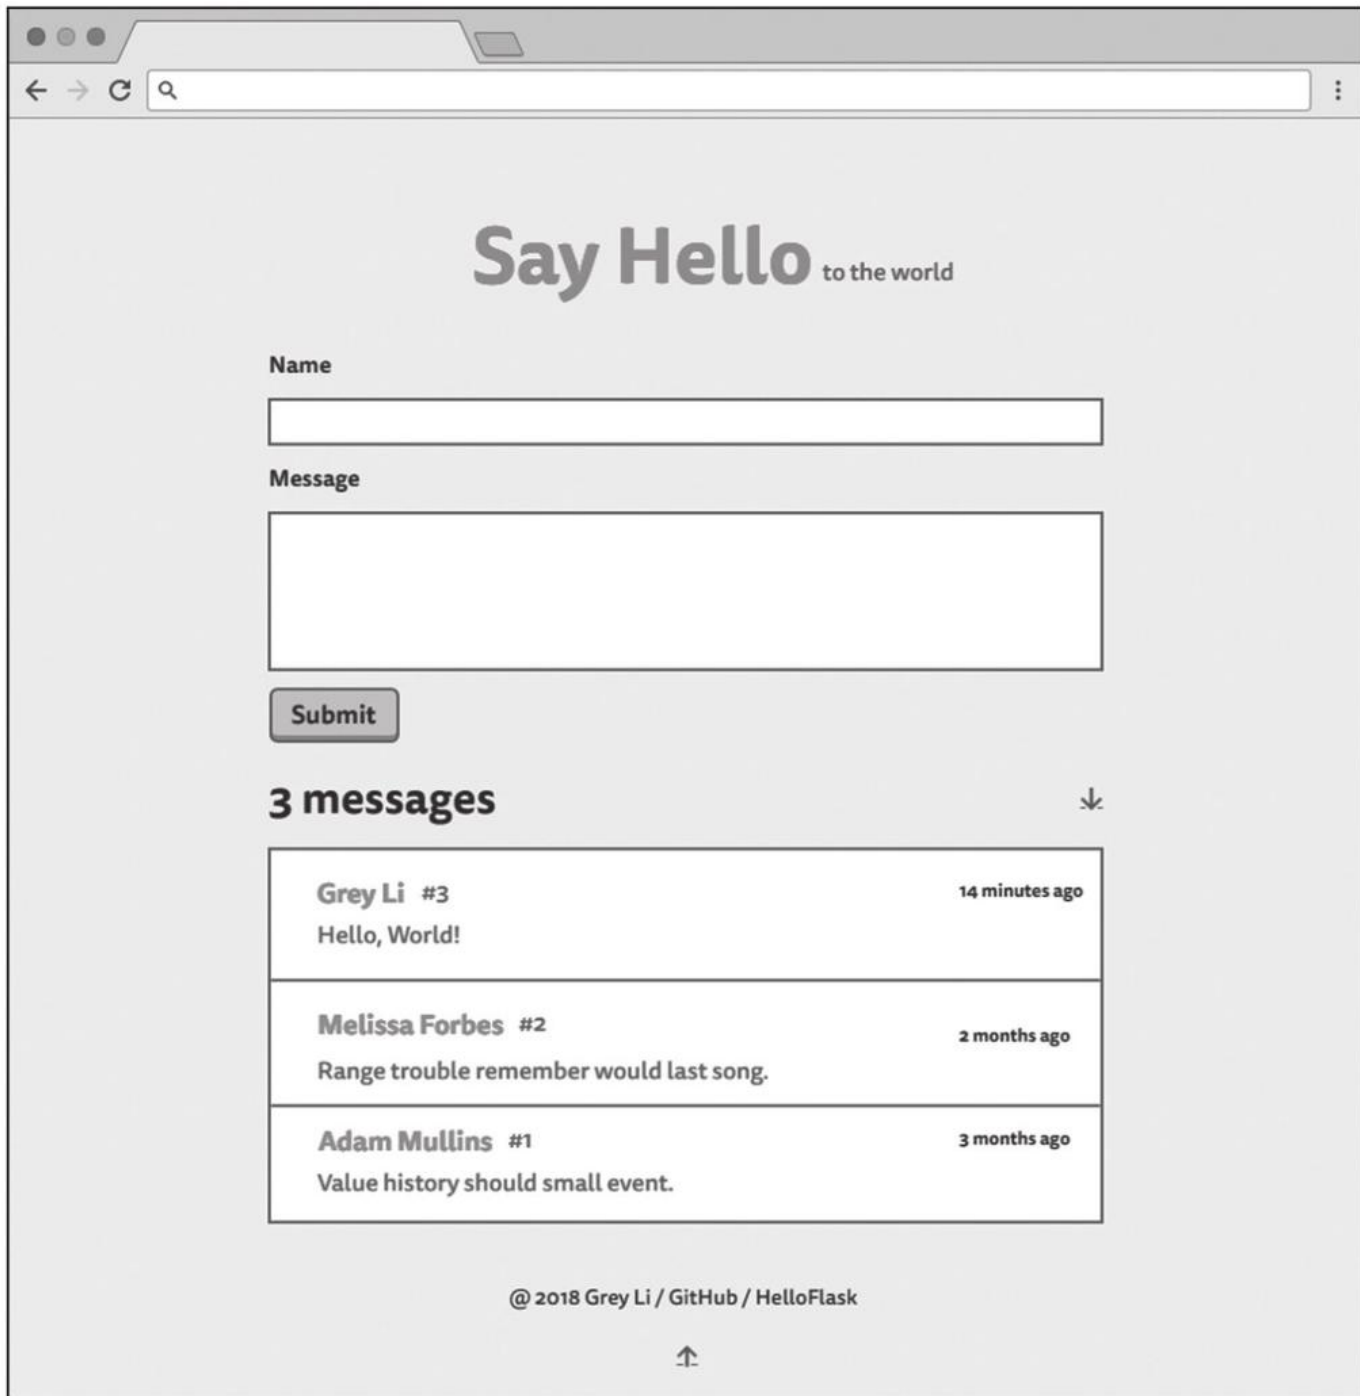 Say Hello to the world
Name
Message
Submit
3 messages
Grey Li #3 14 minutes ago
Hello, World!
Melissa Forbes #2 2 months ago
Range trouble remember would last song.
Adam Mullins #1 3 months ago
Value history should small event.
@ 2018 Grey Li / GitHub / HelloFlask